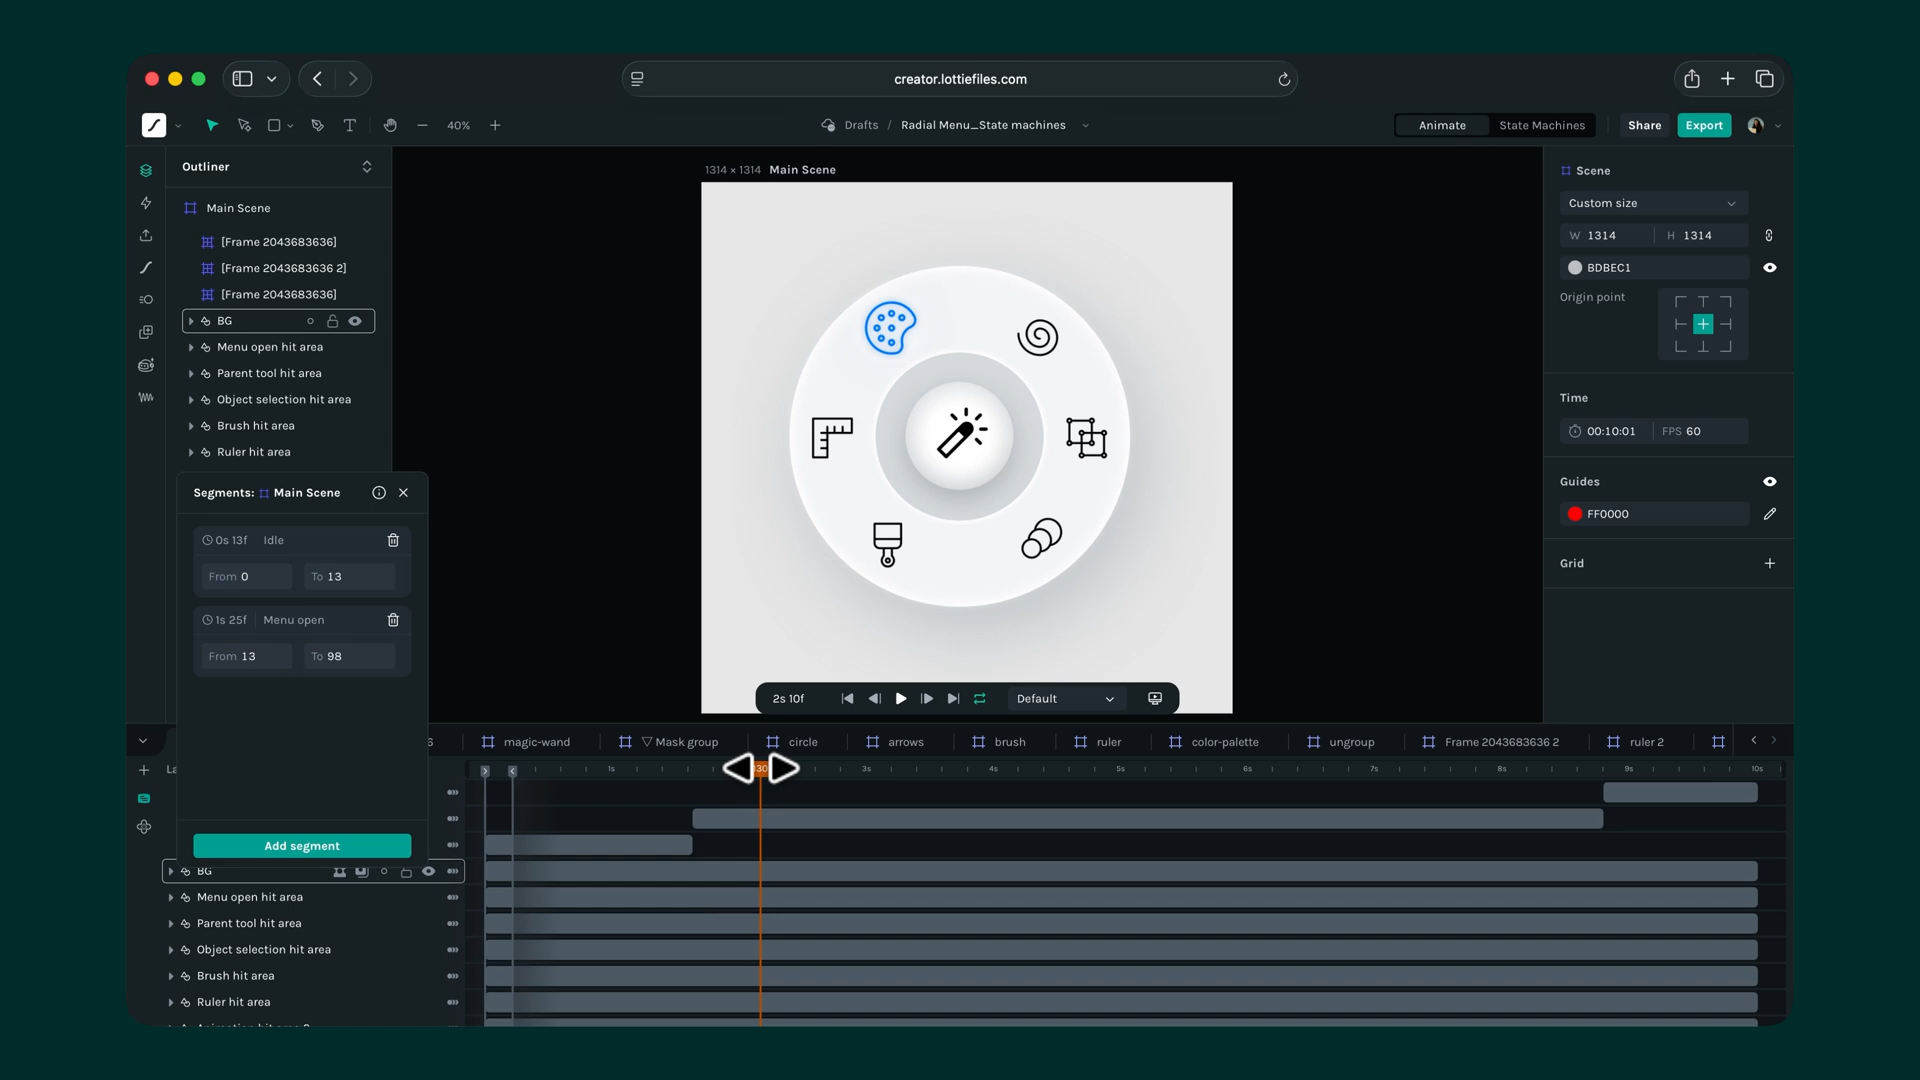 creator.lottiefiles.com
40%
Drafts / Radial Menu_State machines
Animate
State Machines
Share
Export
Outliner
Main Scene
[Frame 2043683636]
[Frame 2043683636 2]
[Frame 2043683636]
BG
Menu open hit area
Parent tool hit area
Object selection hit area
Brush hit area
Ruler hit area
1314 × 1314 Main Scene
Scene
Custom size
W 1314 H 1314
BDBEC1
Origin point
Time
00:10:01 FPS 60
Guides
FF0000
Grid
Segments: Main Scene
0s 13f Idle
From 0 To 13
1s 25f Menu open
From 13 To 98
Add segment
2s 10f
Default
6 magic-wand Mask group circle arrows brush ruler color-palette ungroup Frame 2043683636 2 ruler 2
La
1s 130 3s 4s 5s 6s 7s 8s 9s 10s
BG
Menu open hit area
Parent tool hit area
Object selection hit area
Brush hit area
Ruler hit area